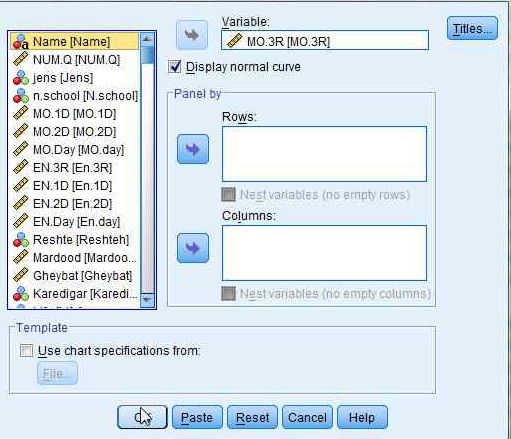 Variable:
MO.3R [MO.3R]
Titles...
Display normal curve
Name [Name]
NUM.Q [NUM.Q]
jens [Jens]
n.school [N.school]
MO.1D [MO.1D]
MO.2D [MO.2D]
MO.Day [MO.day]
EN.3R [En.3R]
EN.1D [En.1D]
EN.2D [En.2D]
EN.Day [En.day]
Reshte [Reshteh]
Mardood [Mardoo...
Gheybat [Gheybat]
Karedigar [Karedi...
Panel by
Rows:
Nest variables (no empty rows)
Columns:
Nest variables (no empty columns)
Template
Use chart specifications from:
File...
Paste
Reset
Cancel
Help